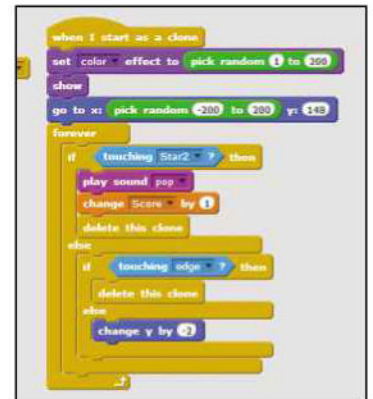 when I start as a clone
set color effect to pick random 1 to 200
show
go to x: pick random -200 to 200 y: 148
forever
if touching Star2 ? then
play sound pop
change Score by 1
delete this clone
else
if touching edge ? then
delete this clone
else
change y by -2